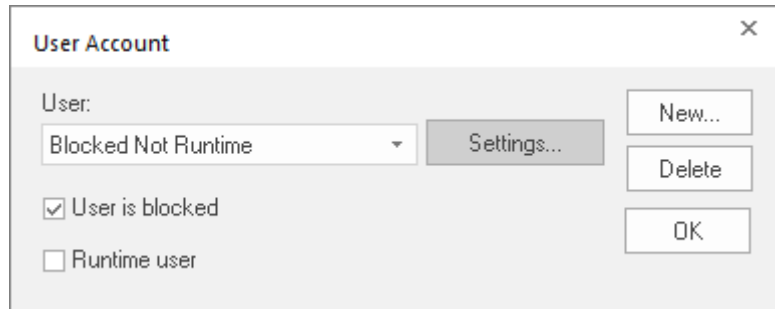 User Account
User:
Blocked Not Runtime
Settings...
New...
Delete
User is blocked
OK
Runtime user